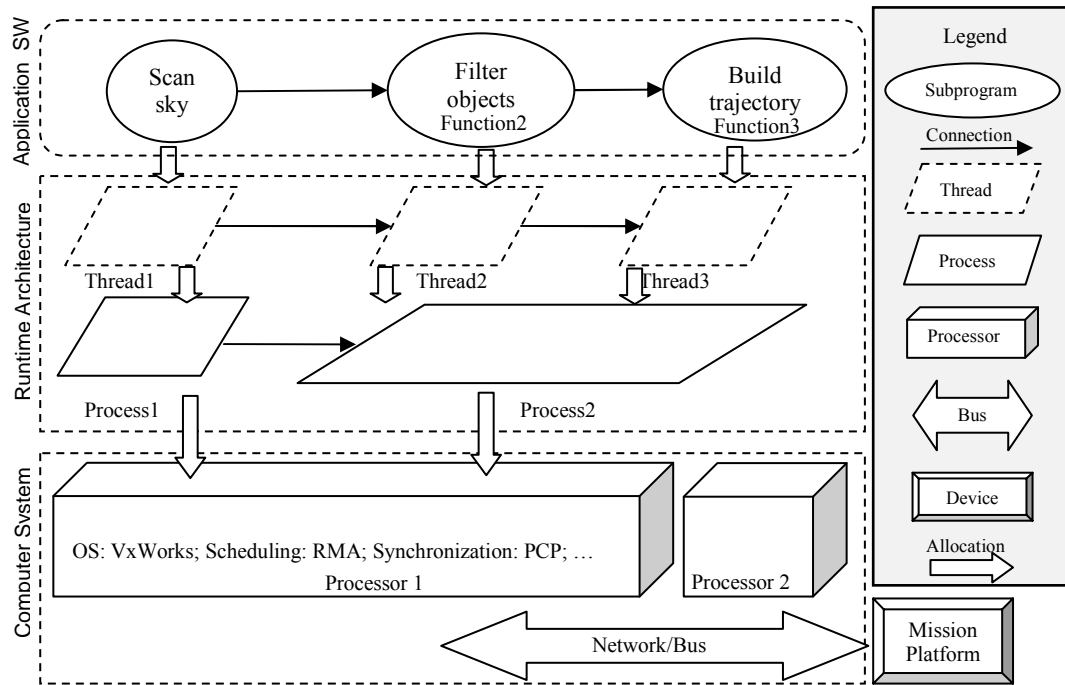 Application SW
Scan
sky
Filter
objects
Function2
Build
trajectory
Function3
Runtime Architecture
Thread1
Thread2
Thread3
Process1
Process2
Computer System
OS: VxWorks; Scheduling: RMA; Synchronization: PCP; …
Processor 1
Processor 2
Network/Bus
Mission
Platform
Legend
Subprogram
Connection
Thread
Process
Processor
Bus
Device
Allocation